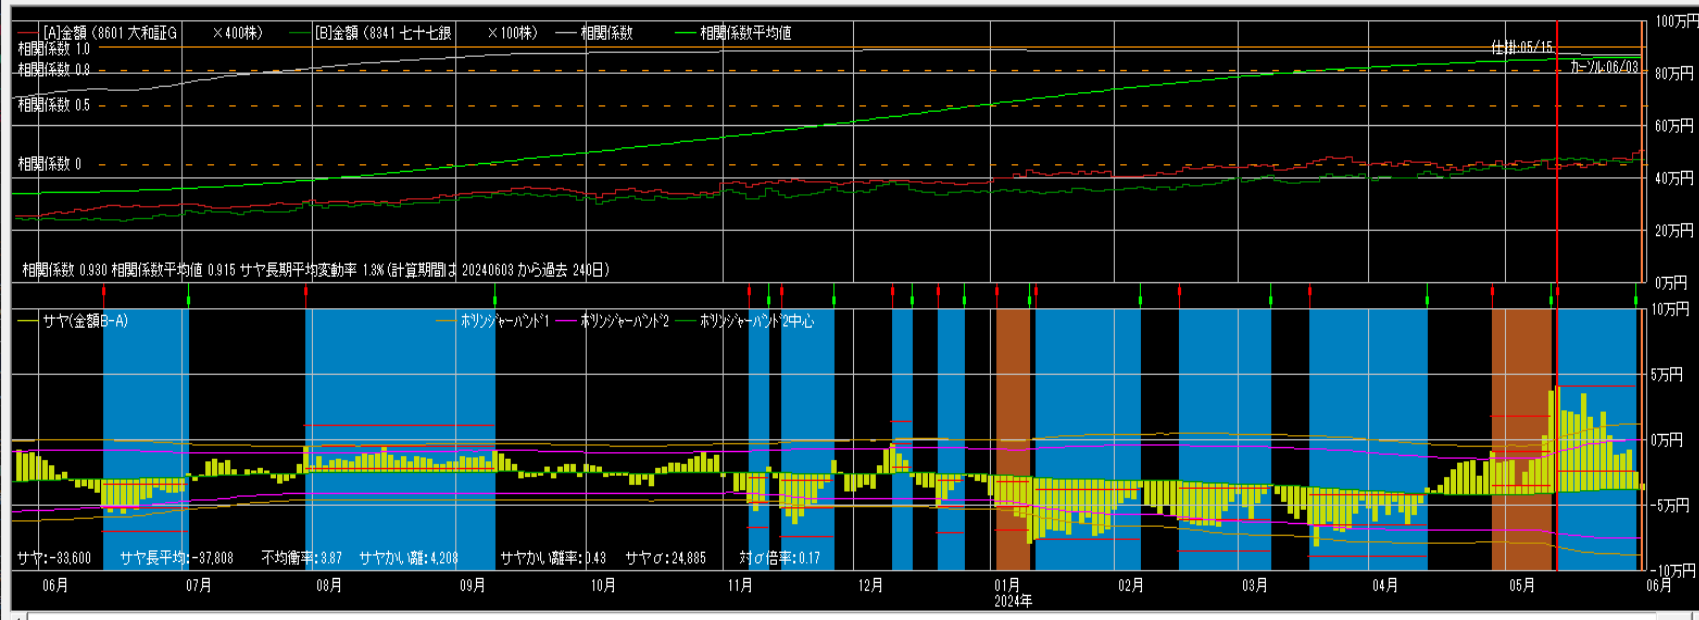 [A]金額(8601 大和証G ×400株) [B]金額(8341 七十七銀 ×100株) 相関係数 相関係数平均値
100万円
相関係数 1.0
仕掛:05/15
相関係数 0.8
カーソル:06/03
80万円
相関係数 0.5
60万円
相関係数 0
40万円
20万円
相関係数 0.930 相関係数平均値 0.915 サヤ長期平均変動率 1.3%(計算期間は 20240603 から過去 240日)
0万円
サヤ(金額B-A) ボリンジャーバンド1 ボリンジャーバンド2 ボリンジャーバンド2中心
10万円
5万円
0万円
-5万円
サヤ:-33,600 サヤ長平均:-37,808 不均衡率:3.87 サヤかい離:4,208 サヤかい離率:0.43 サヤσ:24,885 対σ倍率:0.17
-10万円
06月 07月 08月 09月 10月 11月 12月 01月 02月 03月 04月 05月 06月
2024年